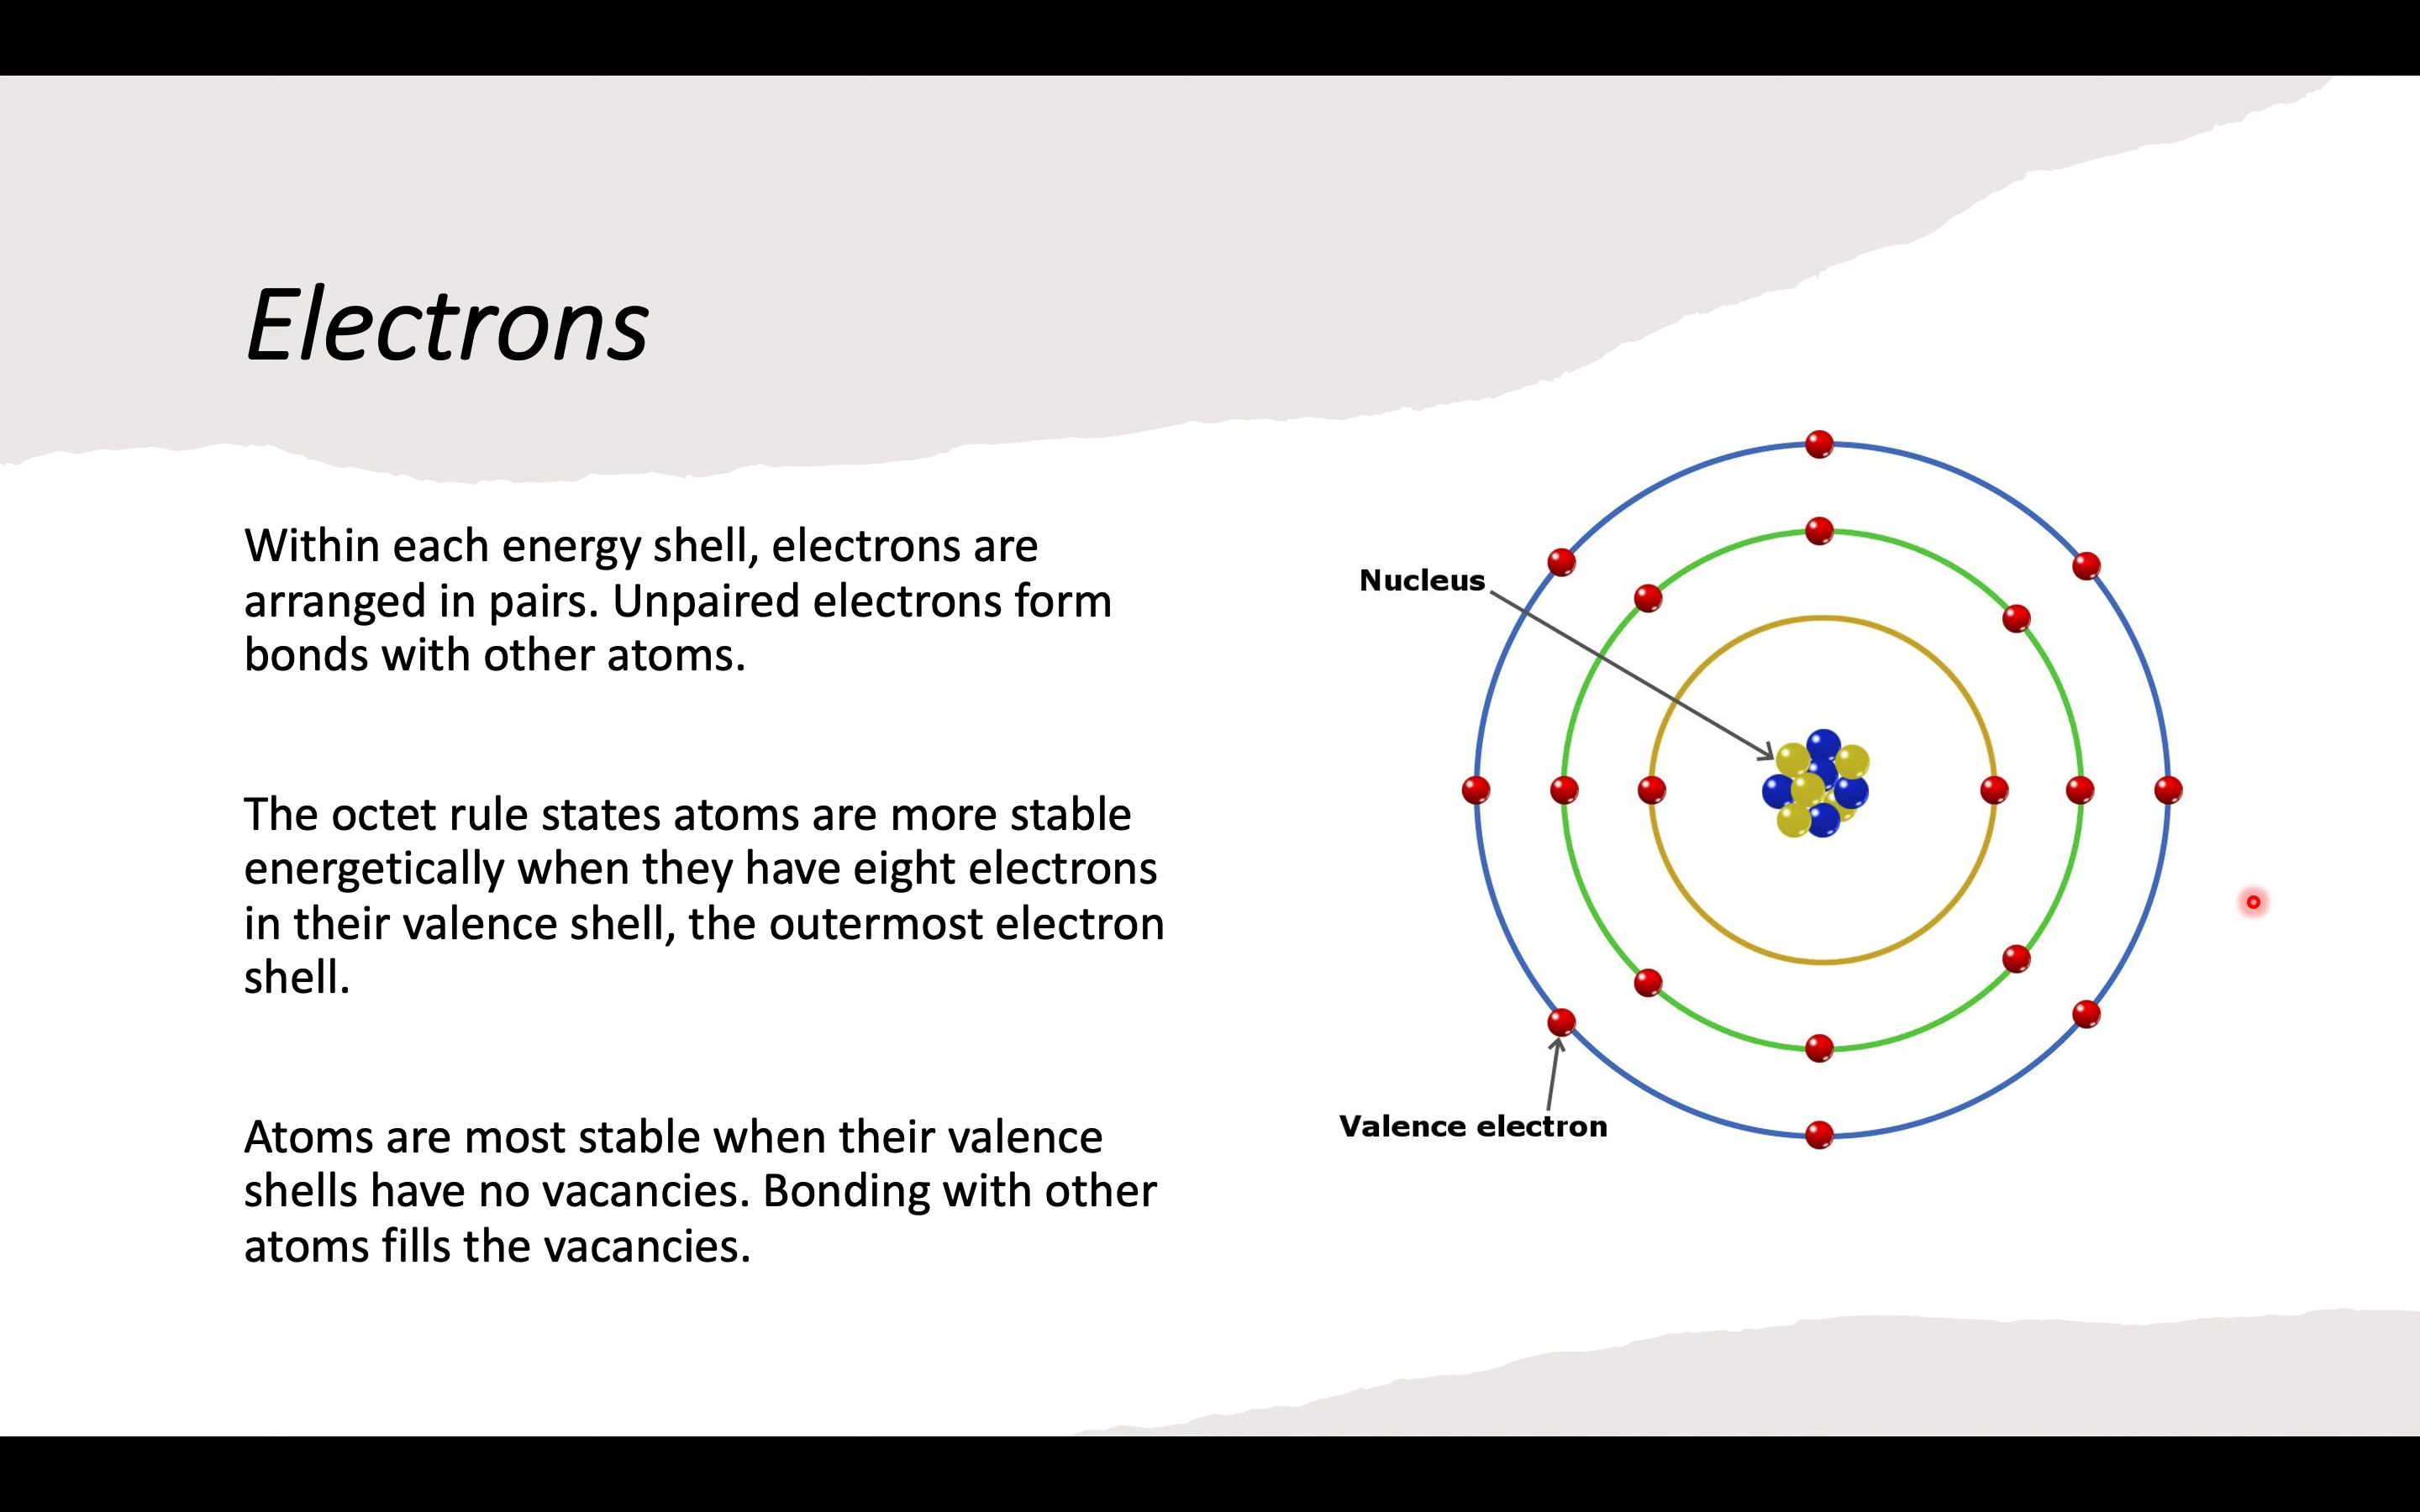 Electrons
Within each energy shell, electrons are
arranged in pairs. Unpaired electrons form
bonds with other atoms.
The octet rule states atoms are more stable
energetically when they have eight electrons
in their valence shell, the outermost electron
shell.
Atoms are most stable when their valence
shells have no vacancies. Bonding with other
atoms fills the vacancies.
Nucleus
Valence electron